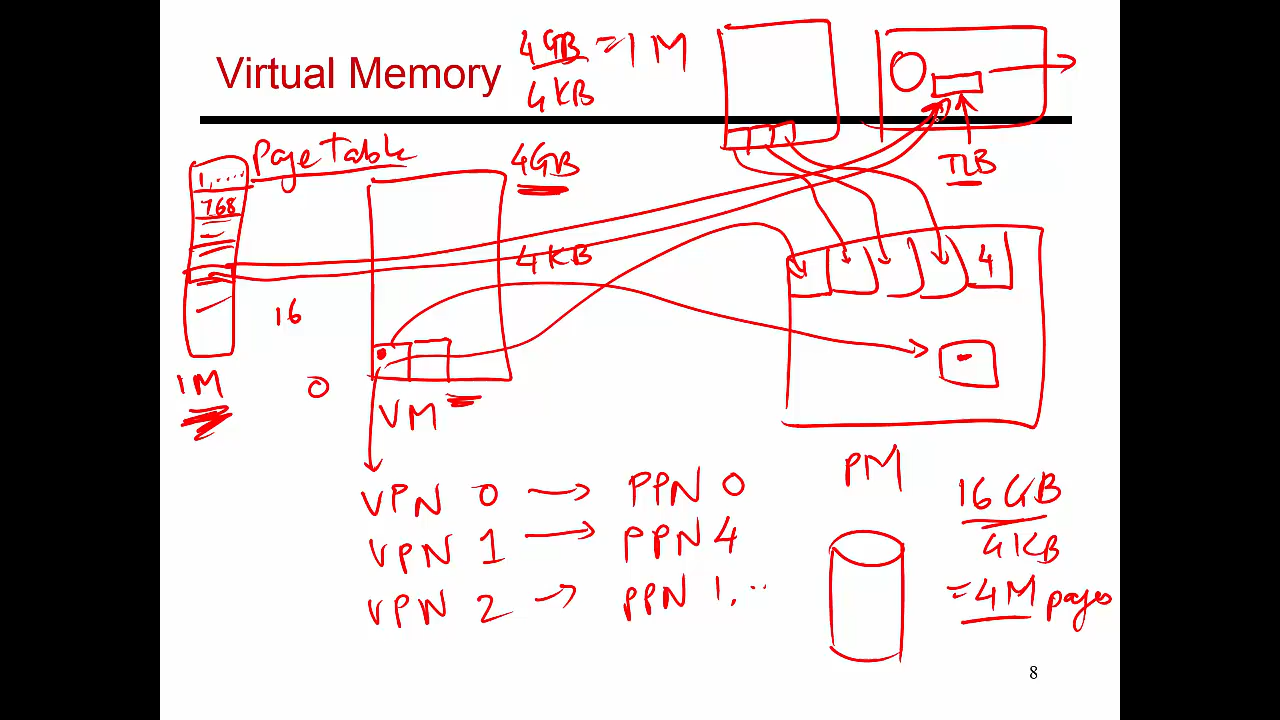 Virtual Memory
4GB = 1M
4KB
Page Table
1, ....
768
4GB
TLB
4KB
4
16
1M
0
VM
PM
VPN 0 → PPN 0
VPN 1 → PPN 4
VPN 2 → PPN 1, ..
16GB
4KB
= 4M pages
8